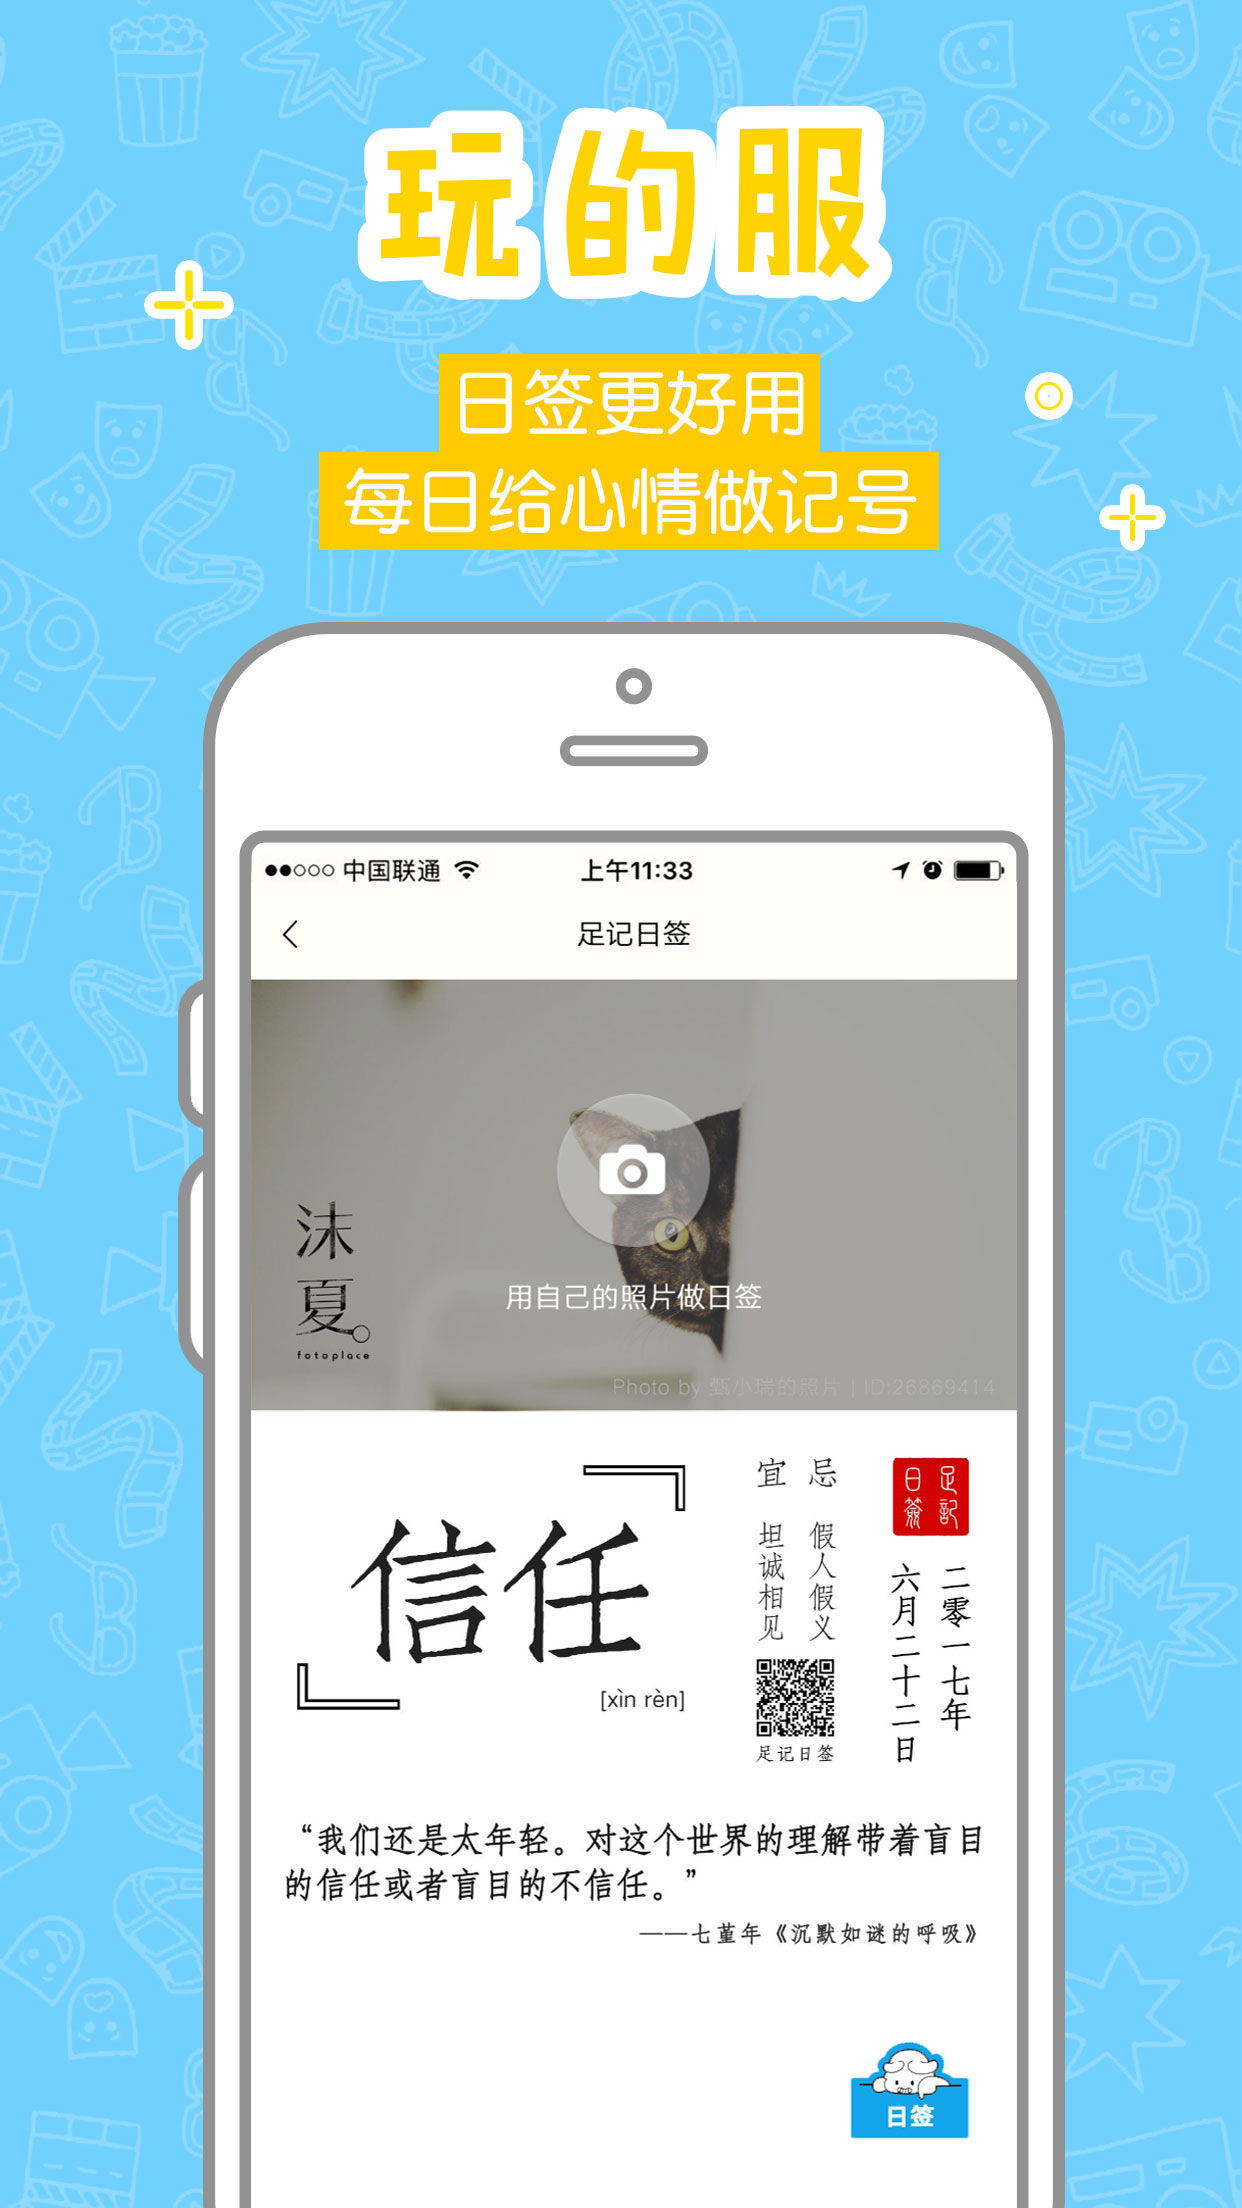 玩的服
日签更好用
每日给心情做记号
中国联通 上午11:33
足记日签
沫夏。
fotoplace
用自己的照片做日签
Photo by 甄小瑞的照片 | ID:26869414
信任
[xìn rèn]
忌 假人假义
宜 坦诚相见
足记日签
足記
日簽
二零一七年
六月二十二日
“我们还是太年轻。对这个世界的理解带着盲目
的信任或者盲目的不信任。”
——七堇年《沉默如谜的呼吸》
日签